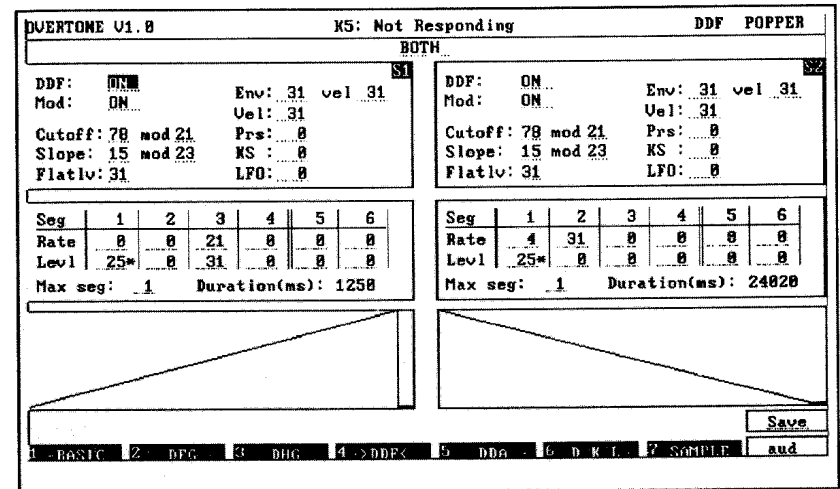 OVERTONE V1.0 K5: Not Responding DDF POPPER
BOTH
S1
DDF: ON Env: 31 vel 31
Mod: ON Vel: 31
Cutoff: 70 mod 21 Prs: 0
Slope: 15 mod 23 KS : 0
Flatlv: 31 LFO: 0
S2
DDF: ON Env: 31 vel 31
Mod: ON Vel: 31
Cutoff: 70 mod 21 Prs: 0
Slope: 15 mod 23 KS : 0
Flatlv: 31 LFO: 0
Seg 1 2 3 4 5 6
Rate 0 0 21 0 0 0
Levl 25* 0 31 0 0 0
Max seg: 1 Duration(ms): 1250
Seg 1 2 3 4 5 6
Rate 4 31 0 0 0 0
Levl 25* 0 0 0 0 0
Max seg: 1 Duration(ms): 24020
Save
1 -BASIC 2 DFG 3 DHG 4 ->DDF< 5 DDA 6 D K L 7 SAMPLE aud